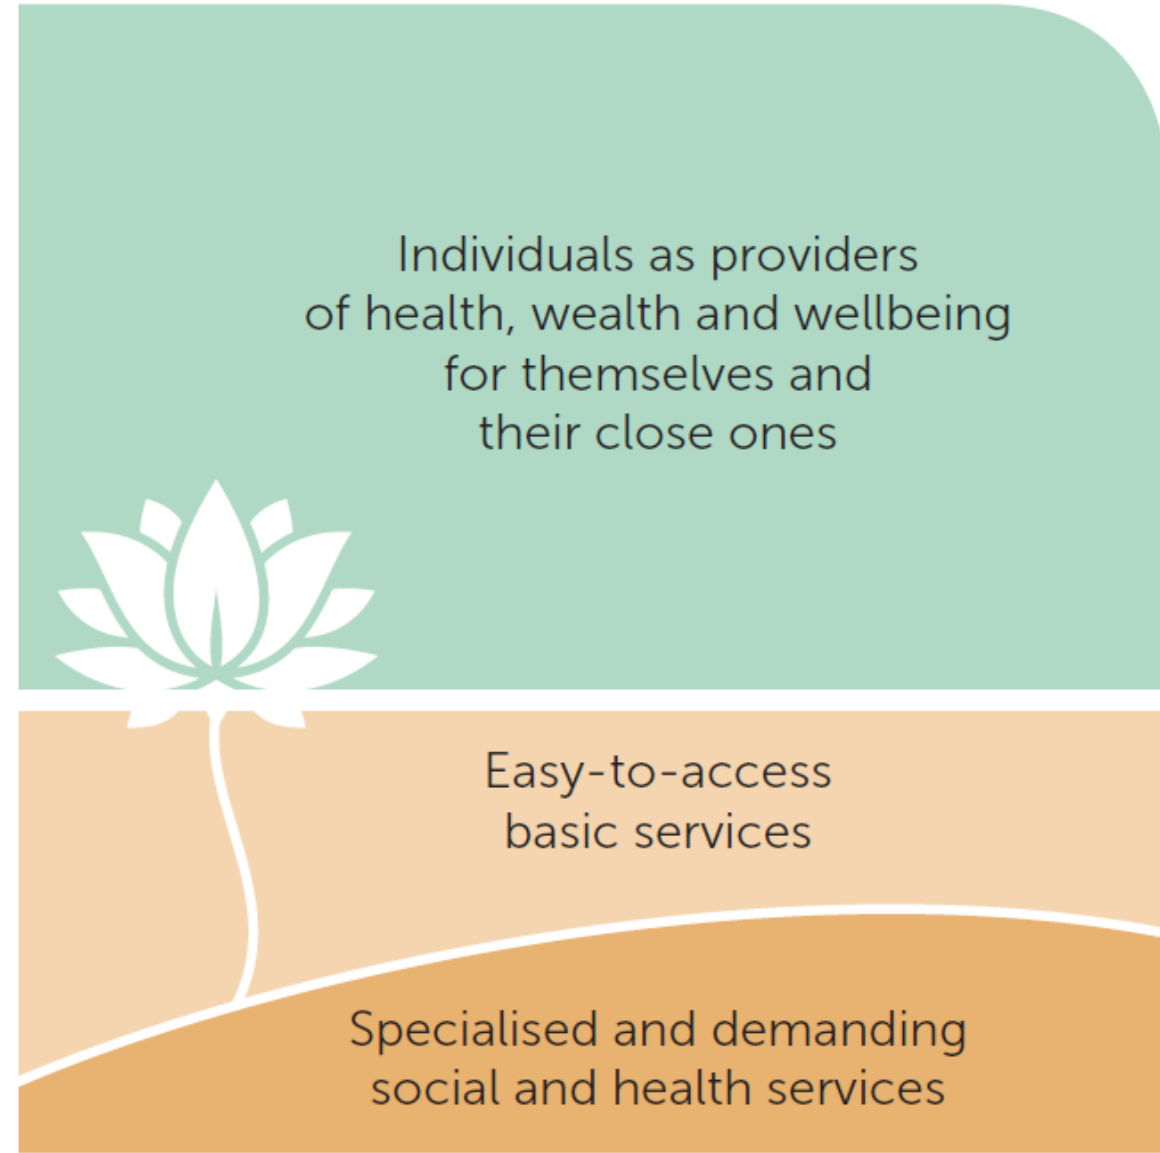 Individuals as providers
of health, wealth and wellbeing
for themselves and
their close ones
Easy-to-access
basic services
Specialised and demanding
social and health services